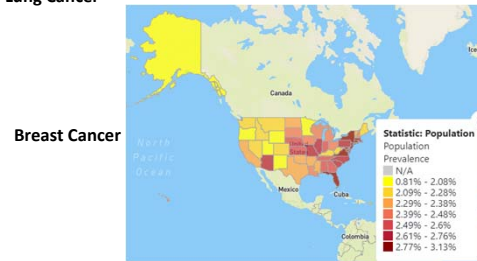 Lung Cancer
Breast Cancer
Canada
North
Pacific
Ocean
Mexico
Cuba
Colombia
Statistic: Population
Population
Prevalence
N/A
0.81% - 2.08%
2.09% - 2.28%
2.29% - 2.38%
2.39% - 2.48%
2.49% - 2.6%
2.61% - 2.76%
2.77% - 3.13%